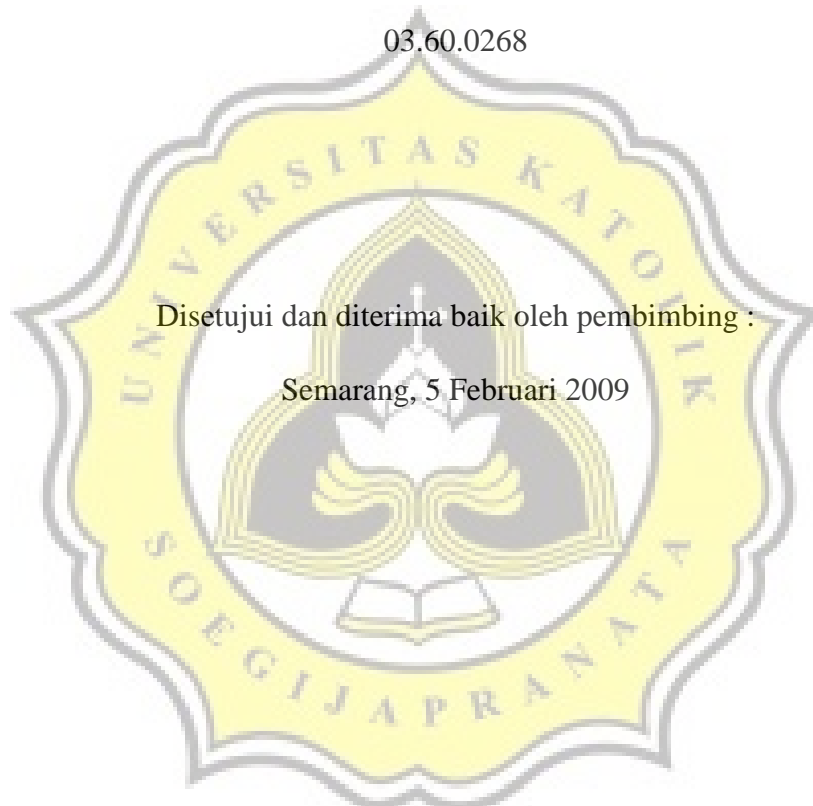 03.60.0268
UNIVERSITAS KATOLIK
Disetujui dan diterima baik oleh pembimbing :
Semarang, 5 Februari 2009
SOEGIJAPRANATA